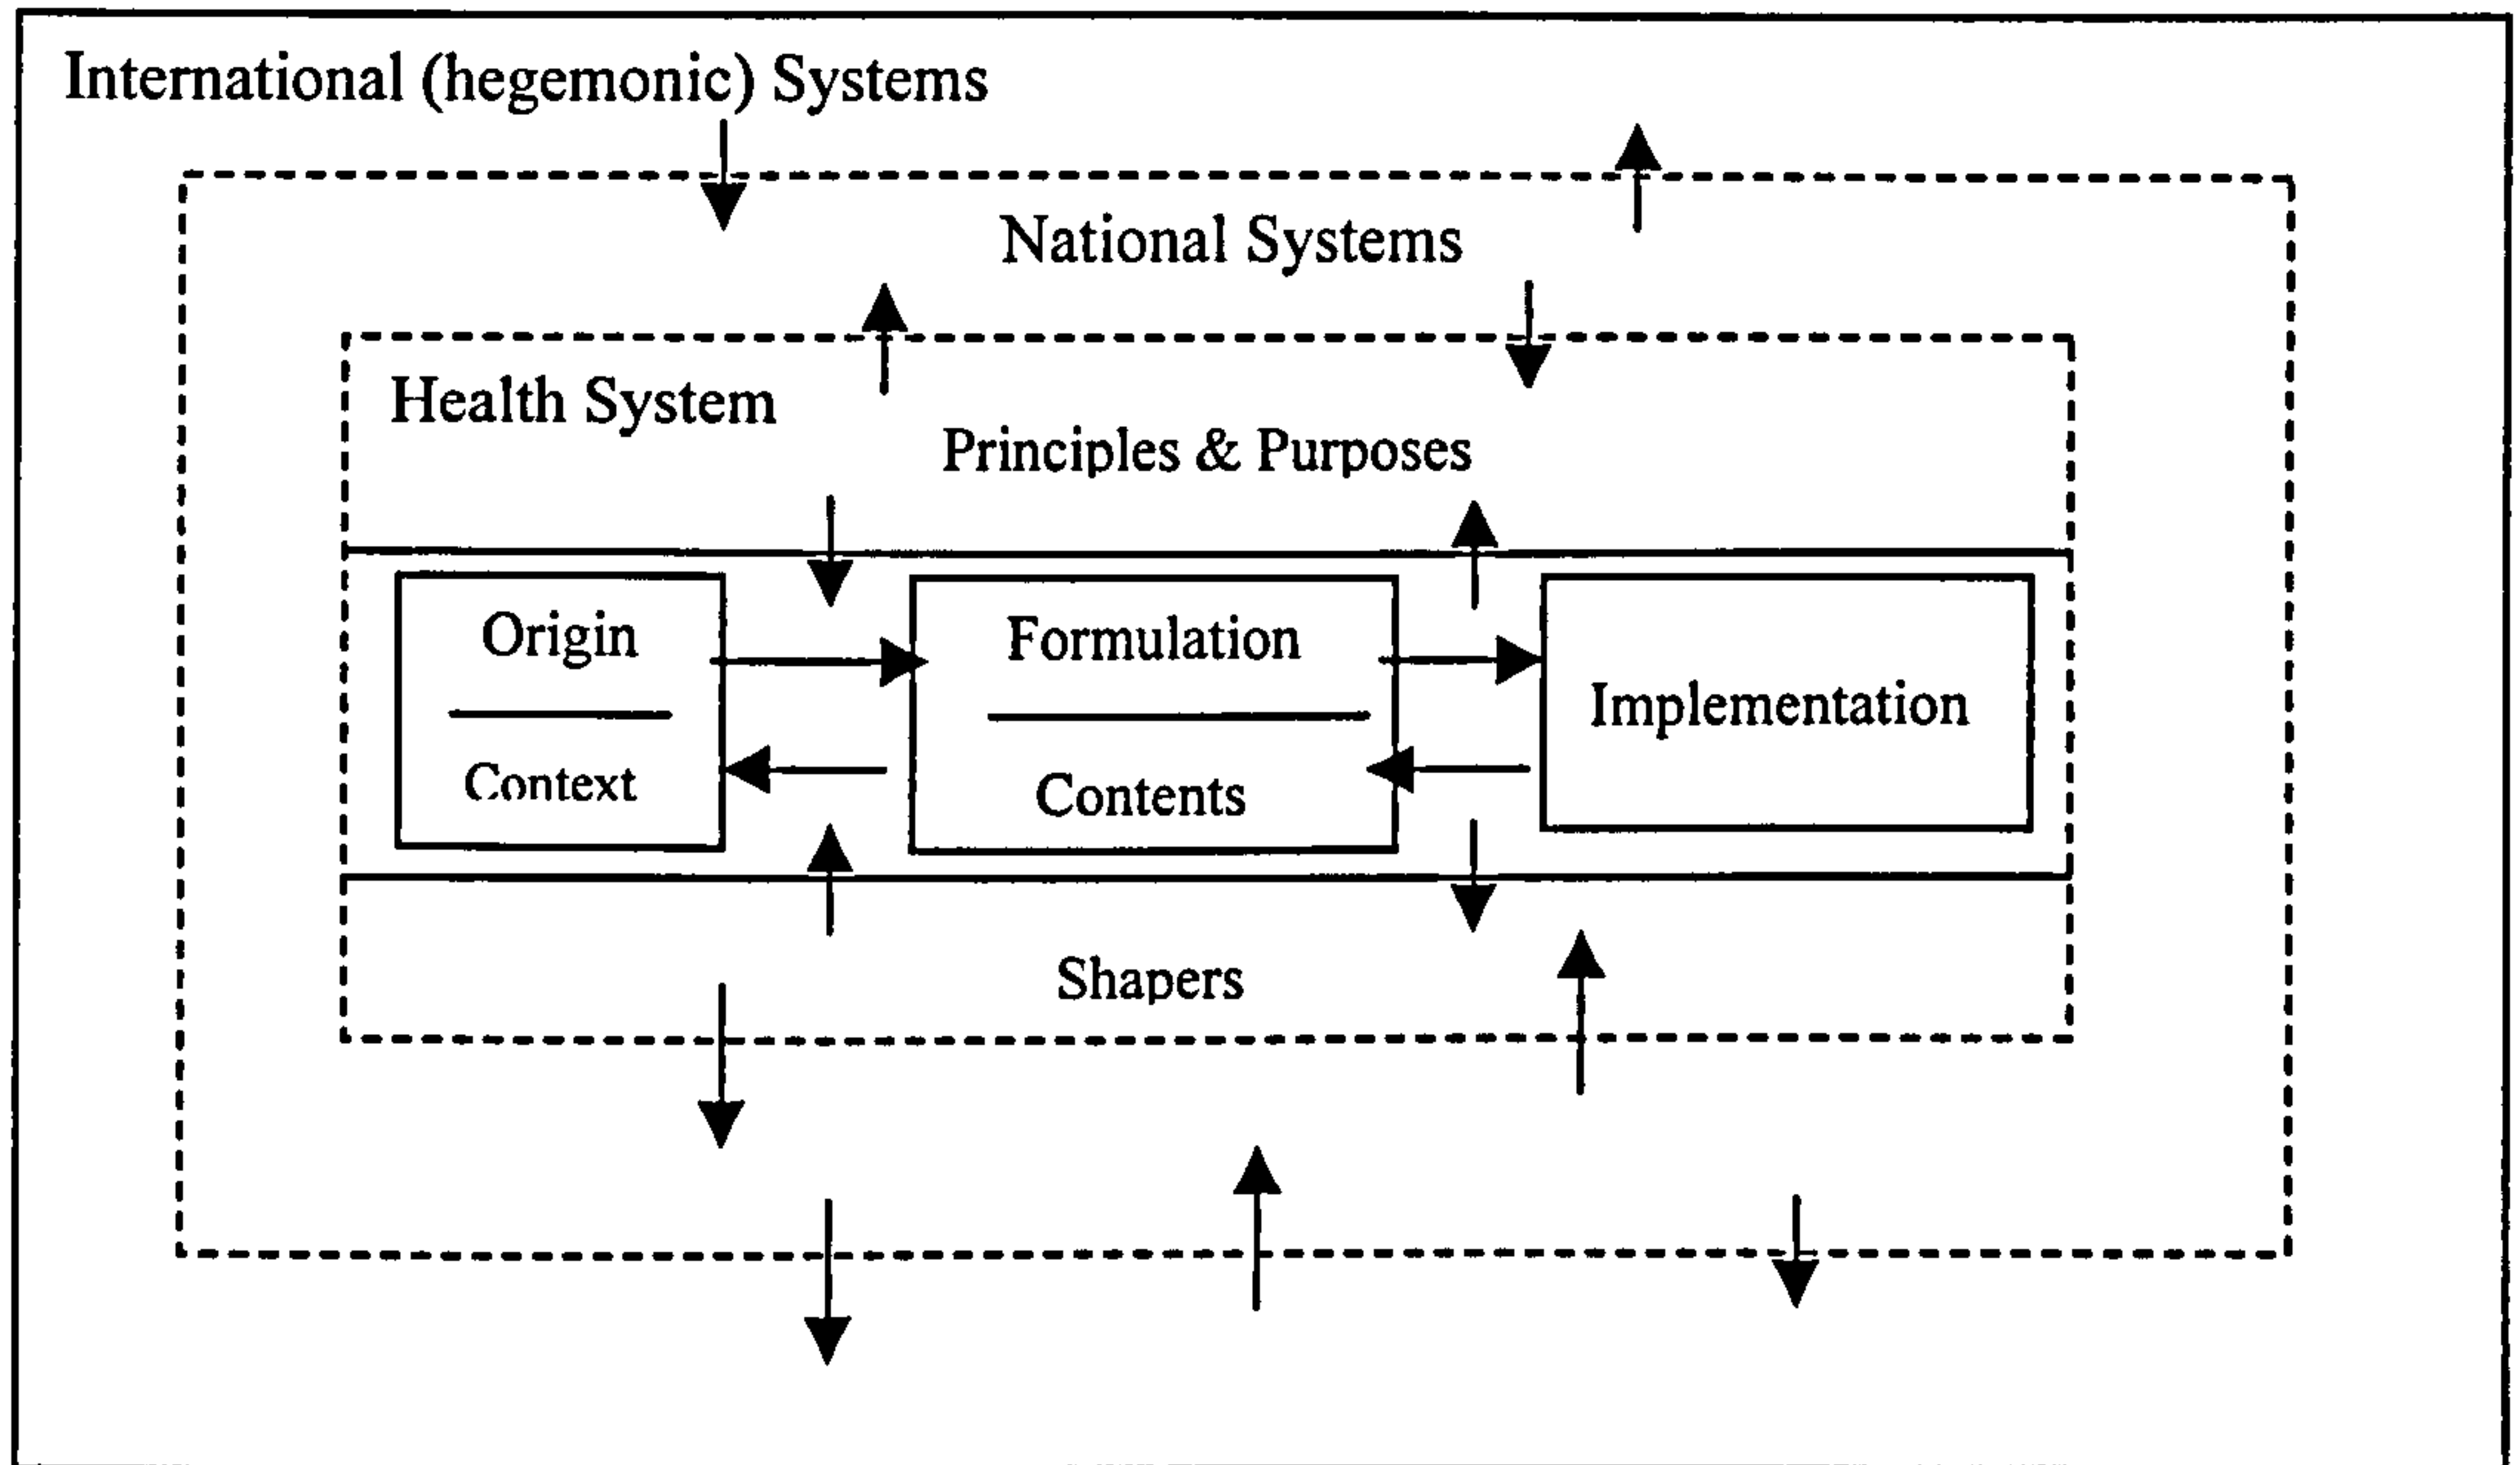 International (hegemonic) Systems
National Systems
Health System
Principles & Purposes
Origin
Context
Formulation
Contents
Implementation
Shapers